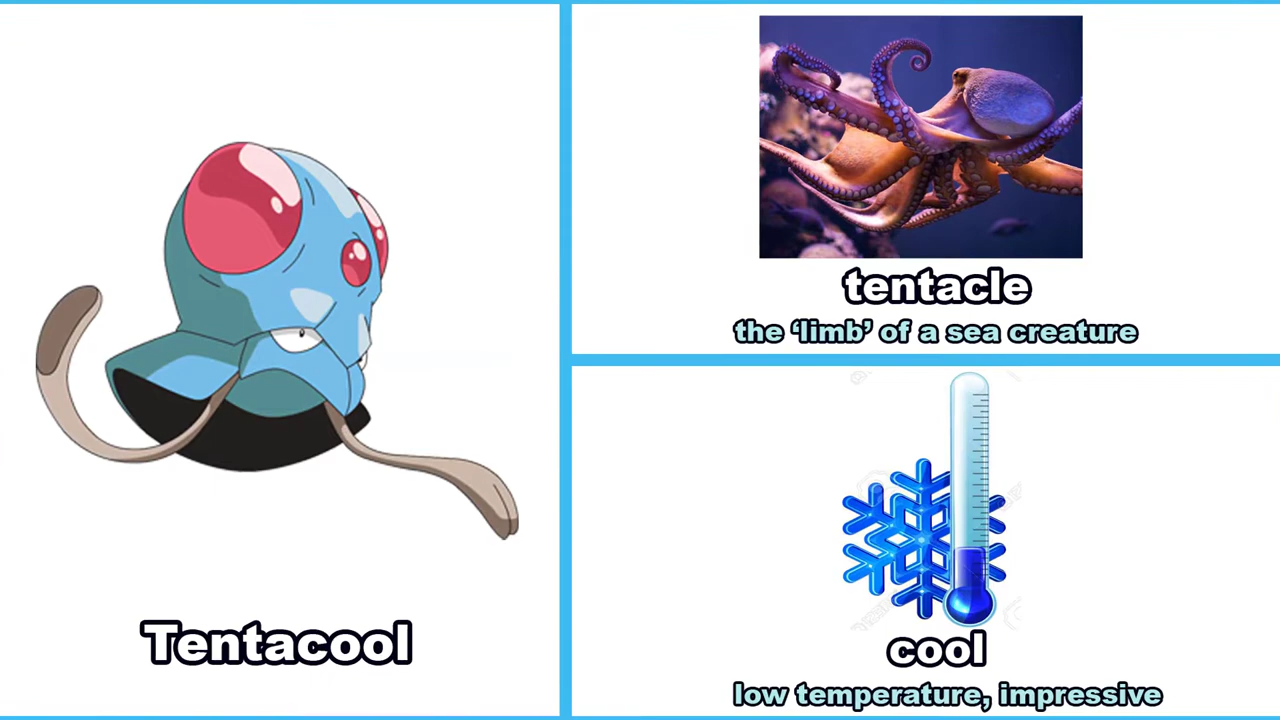 Tentacool
tentacle
the ‘limb’ of a sea creature
cool
low temperature, impressive